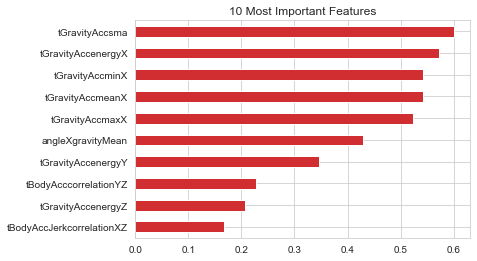 10 Most Important Features
tGravityAccsma
tGravityAccenergyX
tGravityAccminX
tGravityAccmeanX
tGravityAccmaxX
angleXgravityMean
tGravityAccenergyY
tBodyAcccorrelationYZ
tGravityAccenergyZ
tBodyAccJerkcorrelationXZ
0.0 0.1 0.2 0.3 0.4 0.5 0.6